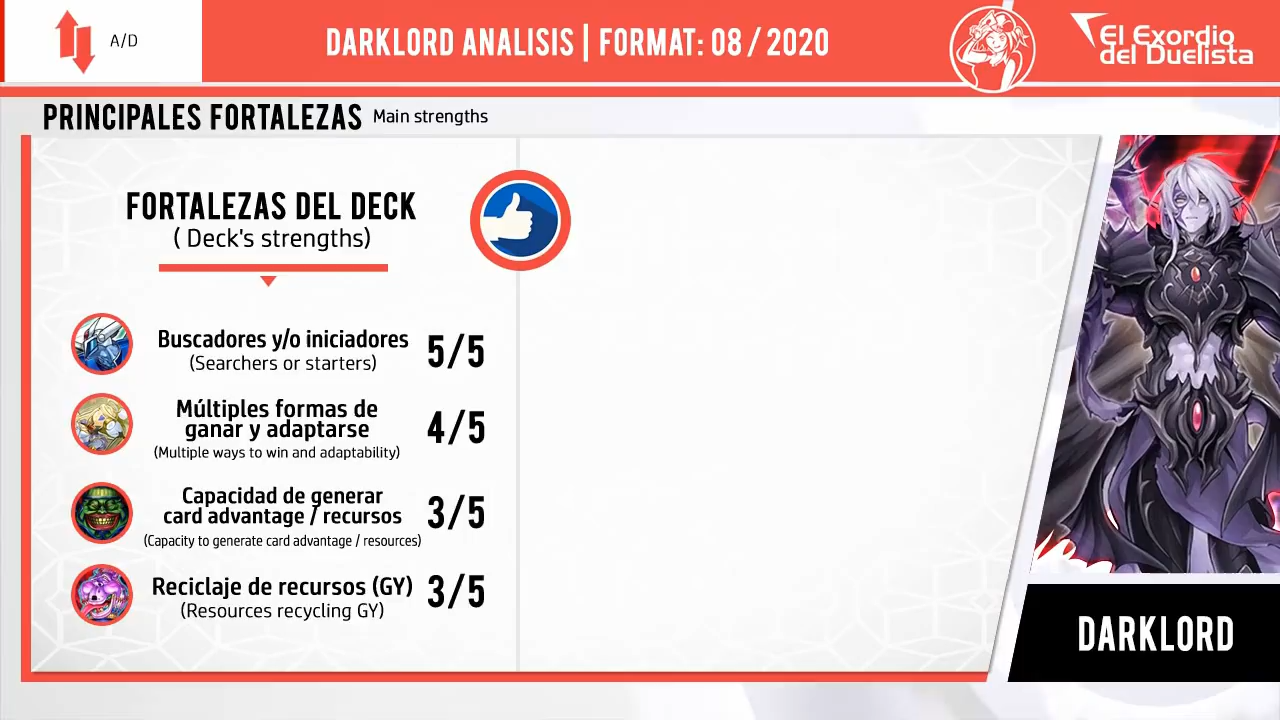 A/D
DARKLORD ANALISIS | FORMAT: 08 / 2020
El Exordio
del Duelista
PRINCIPALES FORTALEZAS Main strengths
FORTALEZAS DEL DECK
( Deck's strengths)
Buscadores y/o iniciadores
(Searchers or starters)
5/5
Múltiples formas de
ganar y adaptarse
(Multiple ways to win and adaptability)
4/5
Capacidad de generar
card advantage / recursos
(Capacity to generate card advantage / resources)
3/5
Reciclaje de recursos (GY)
(Resources recycling GY)
3/5
DARKLORD